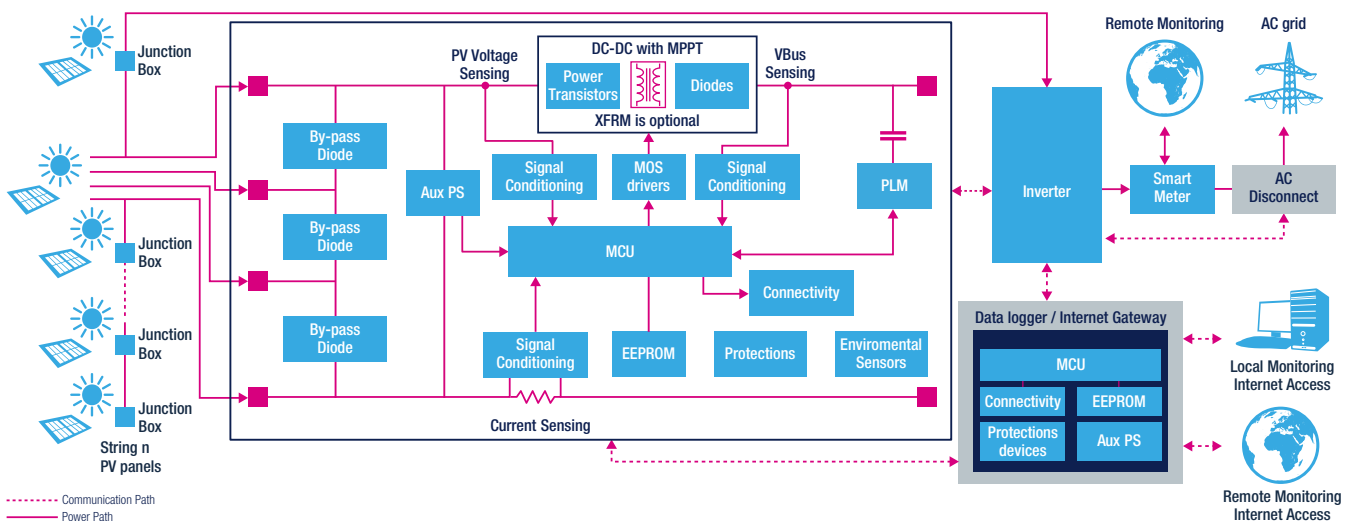 Junction
Box
PV Voltage
Sensing
DC-DC with MPPT
Power
Transistors
Diodes
XFRM is optional
VBus
Sensing
Remote Monitoring
AC grid
By-pass
Diode
Aux PS
Signal
Conditioning
MOS
drivers
Signal
Conditioning
PLM
Inverter
Smart
Meter
AC
Disconnect
Junction
Box
By-pass
Diode
MCU
Connectivity
Junction
Box
By-pass
Diode
Signal
Conditioning
EEPROM
Protections
Enviromental
Sensors
Data logger / Internet Gateway
MCU
Connectivity
EEPROM
Protections
devices
Aux PS
Local Monitoring
Internet Access
Junction
Box
Current Sensing
String n
PV panels
Remote Monitoring
Internet Access
Communication Path
Power Path